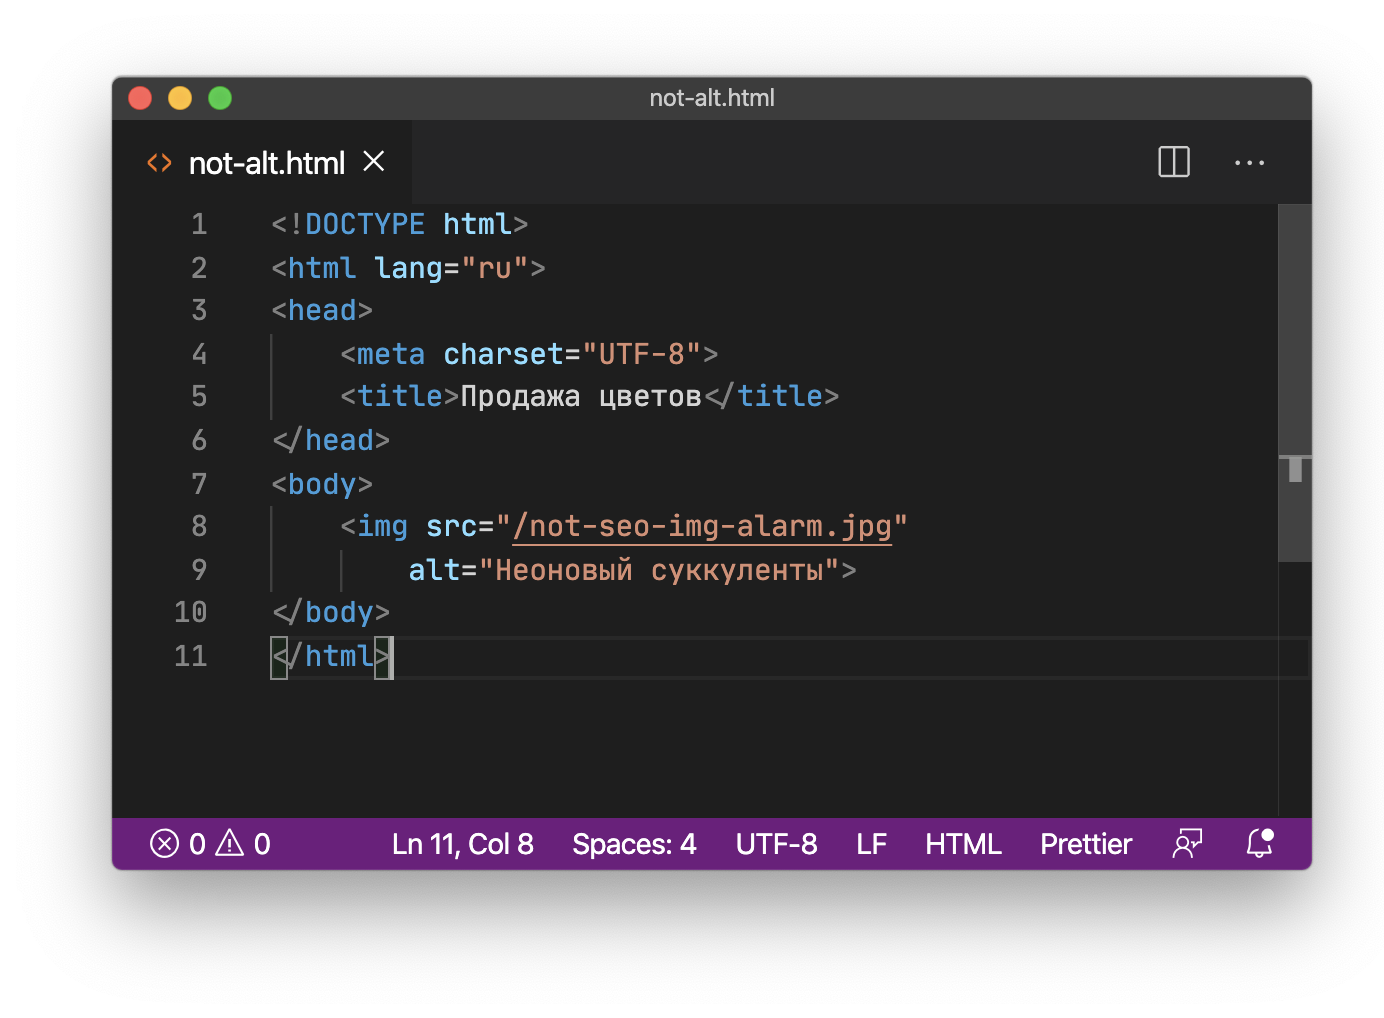 not-alt.html
<> not-alt.html ×
1 <!DOCTYPE html>
2 <html lang="ru">
3 <head>
4     <meta charset="UTF-8">
5     <title>Продажа цветов</title>
6 </head>
7 <body>
8     <img src="/not-seo-img-alarm.jpg"
9         alt="Неоновый суккуленты">
10 </body>
11 </html>
0 0 Ln 11, Col 8 Spaces: 4 UTF-8 LF HTML Prettier